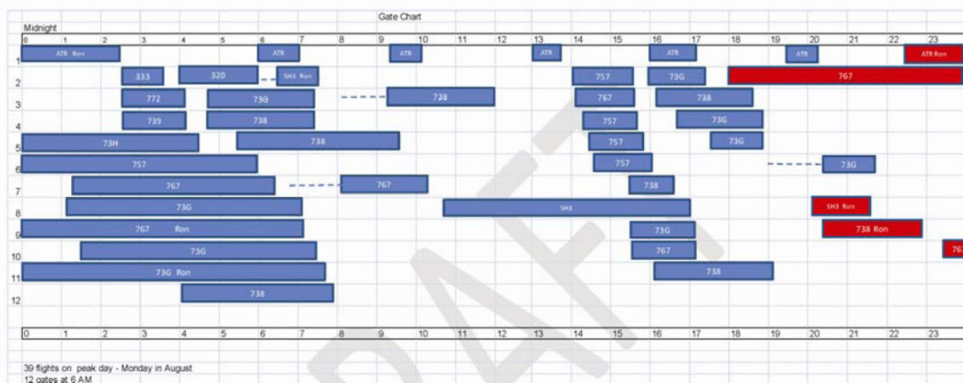 Gate Chart
Midnight
0 1 2 3 4 5 6 7 8 9 10 11 12 13 14 15 16 17 18 19 20 21 22 23
1 ATR Ron ATR ATR ATR ATR ATR ATR Ron
2 333 320 SH3 Ron 757 73G 767
3 772 73G 738 767 738
4 739 738 757 73G
5 73H 738 757 73G
6 757 757 73G
7 767 767 738
8 73G SH3 SH3 Ron
9 767 Ron 73G 738 Ron
10 73G 767 767
11 73G Ron 738
12 738
0 1 2 3 4 5 6 7 8 9 10 11 12 13 14 15 16 17 18 19 20 21 22 23
39 flights on peak day - Monday in August
12 gates at 6 AM
DRAFT